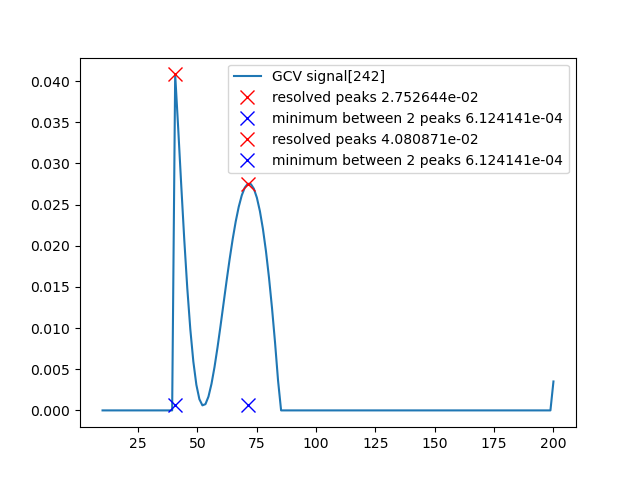 GCV signal[242]
resolved peaks 2.752644e-02
minimum between 2 peaks 6.124141e-04
resolved peaks 4.080871e-02
minimum between 2 peaks 6.124141e-04
0.040
0.035
0.030
0.025
0.020
0.015
0.010
0.005
0.000
25 50 75 100 125 150 175 200